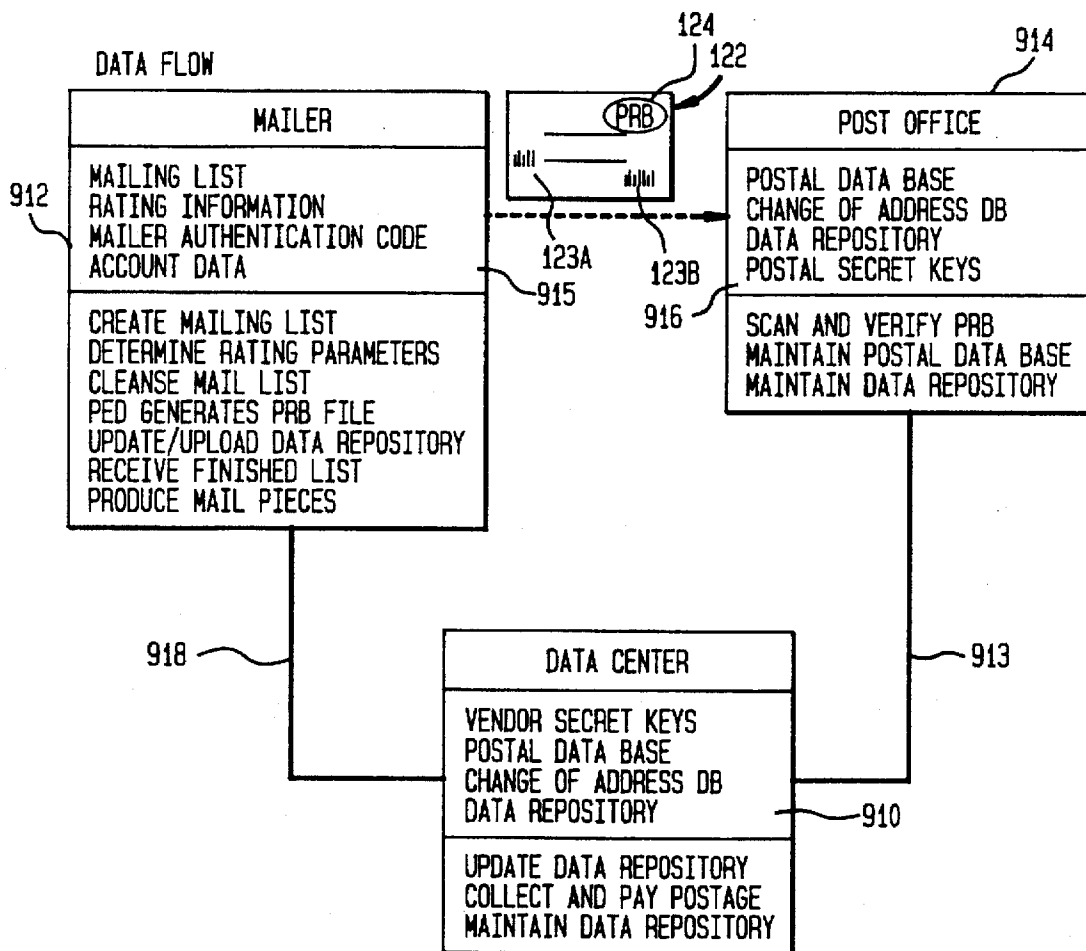 DATA FLOW
MAILER
MAILING LIST
RATING INFORMATION
MAILER AUTHENTICATION CODE
ACCOUNT DATA
CREATE MAILING LIST
DETERMINE RATING PARAMETERS
CLEANSE MAIL LIST
PED GENERATES PRB FILE
UPDATE/UPLOAD DATA REPOSITORY
RECEIVE FINISHED LIST
PRODUCE MAIL PIECES
912
915
124
122
PRB
123A
123B
914
POST OFFICE
POSTAL DATA BASE
CHANGE OF ADDRESS DB
DATA REPOSITORY
POSTAL SECRET KEYS
916
SCAN AND VERIFY PRB
MAINTAIN POSTAL DATA BASE
MAINTAIN DATA REPOSITORY
918
913
DATA CENTER
VENDOR SECRET KEYS
POSTAL DATA BASE
CHANGE OF ADDRESS DB
DATA REPOSITORY
910
UPDATE DATA REPOSITORY
COLLECT AND PAY POSTAGE
MAINTAIN DATA REPOSITORY